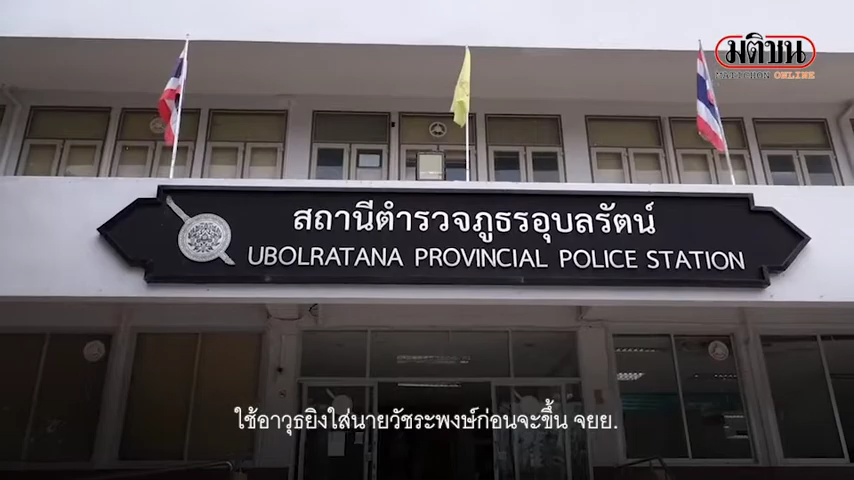 มติชน
MATICHON ONLINE
สถานีตำรวจภูธรอุบลรัตน์
UBOLRATANA PROVINCIAL POLICE STATION
ใช้อาวุธยิงใส่นายวัชระพงษ์ก่อนจะขึ้น จยย.